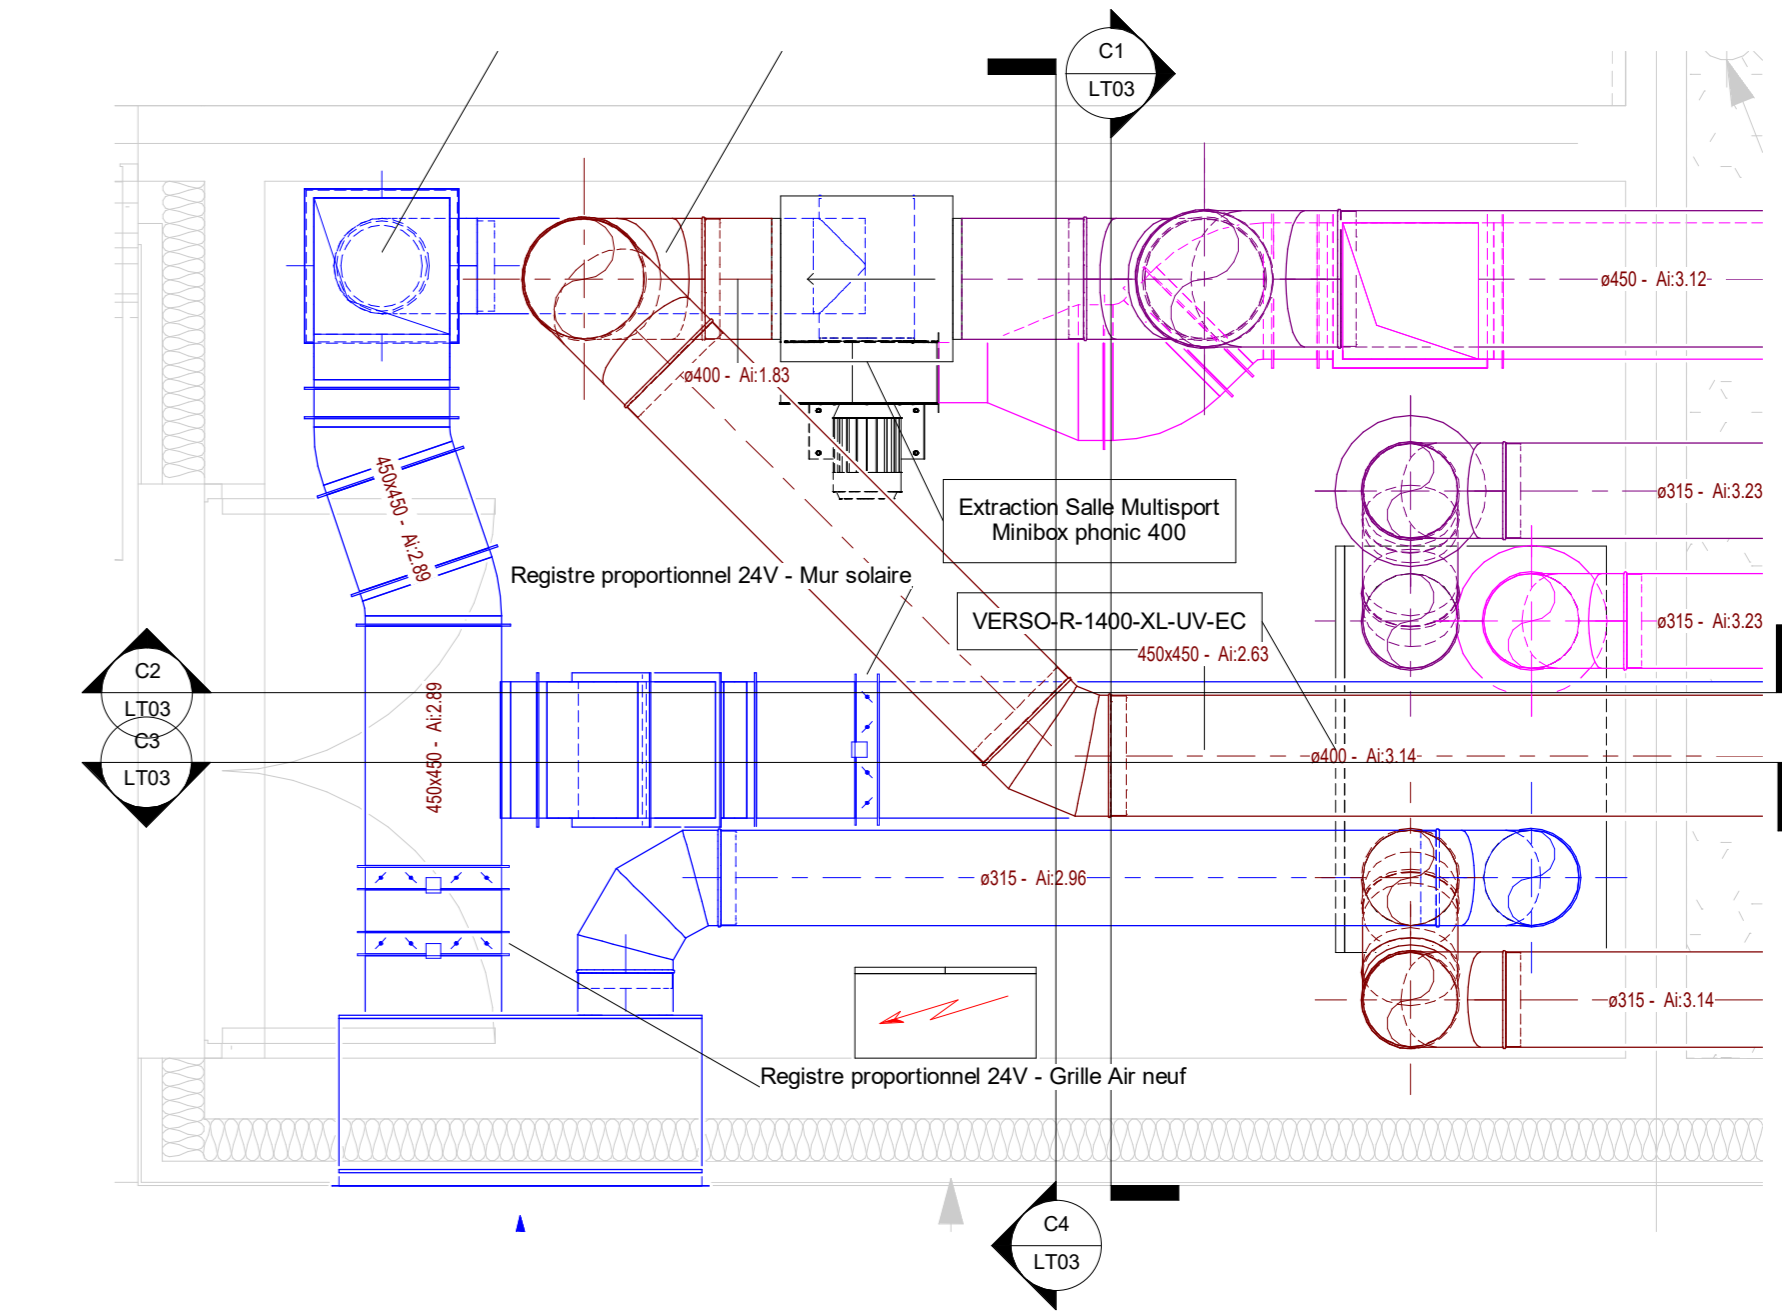 C1
LT03
ø450 - Ai:3.12
ø400 - Ai:1.83
450x450 - Ai:2.89
Extraction Salle Multisport
Minibox phonic 400
ø315 - Ai:3.23
Registre proportionnel 24V - Mur solaire
VERSO-R-1400-XL-UV-EC
ø315 - Ai:3.23
450x450 - Ai:2.63
C2
LT03
C3
LT03
450x450 - Ai:2.89
ø400 - Ai:3.14
ø315 - Ai:2.96
ø315 - Ai:3.14
Registre proportionnel 24V - Grille Air neuf
C4
LT03